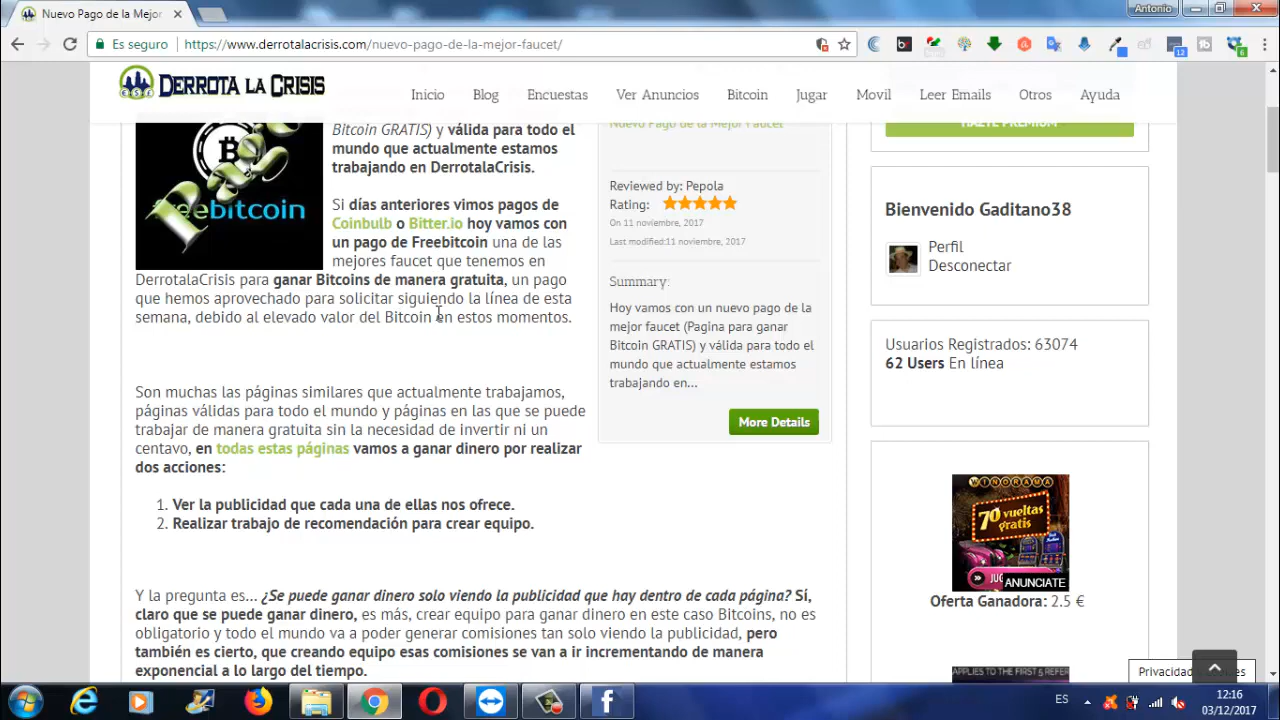 Nuevo Pago de la Mejor
Antonio
Es seguro
https://www.derrotalacrisis.com/nuevo-pago-de-la-mejor-faucet/
12
6
DERROTA LA CRISIS
Inicio Blog Encuestas Ver Anuncios Bitcoin Jugar Movil Leer Emails Otros Ayuda
Bitcoin GRATIS) y válida para todo el
mundo que actualmente estamos
trabajando en DerrotalaCrisis.
Si días anteriores vimos pagos de
Coinbulb o Bitter.io hoy vamos con
un pago de Freebitcoin una de las
mejores faucet que tenemos en
DerrotalaCrisis para ganar Bitcoins de manera gratuita, un pago
que hemos aprovechado para solicitar siguiendo la línea de esta
semana, debido al elevado valor del Bitcoin en estos momentos.
freebitcoin
Son muchas las páginas similares que actualmente trabajamos,
páginas válidas para todo el mundo y páginas en las que se puede
trabajar de manera gratuita sin la necesidad de invertir ni un
centavo, en todas estas páginas vamos a ganar dinero por realizar
dos acciones:
1. Ver la publicidad que cada una de ellas nos ofrece.
2. Realizar trabajo de recomendación para crear equipo.
Y la pregunta es... ¿Se puede ganar dinero solo viendo la publicidad que hay dentro de cada página? Sí,
claro que se puede ganar dinero, es más, crear equipo para ganar dinero en este caso Bitcoins, no es
obligatorio y todo el mundo va a poder generar comisiones tan solo viendo la publicidad, pero
también es cierto, que creando equipo esas comisiones se van a ir incrementando de manera
exponencial a lo largo del tiempo.
Nuevo Pago de la Mejor Faucet
Reviewed by: Pepola
Rating:
On 11 noviembre, 2017
Last modified:11 noviembre, 2017
Summary:
Hoy vamos con un nuevo pago de la
mejor faucet (Pagina para ganar
Bitcoin GRATIS) y válida para todo el
mundo que actualmente estamos
trabajando en...
More Details
HAZTE PREMIUM
Bienvenido Gaditano38
Perfil
Desconectar
Usuarios Registrados: 63074
62 Users En línea
WINORAMA
70 vueltas
gratis
ANUNCIATE
Oferta Ganadora: 2.5 €
APPLIES TO THE FIRST 5 REFER
Privacidad
ES
12:16
03/12/2017